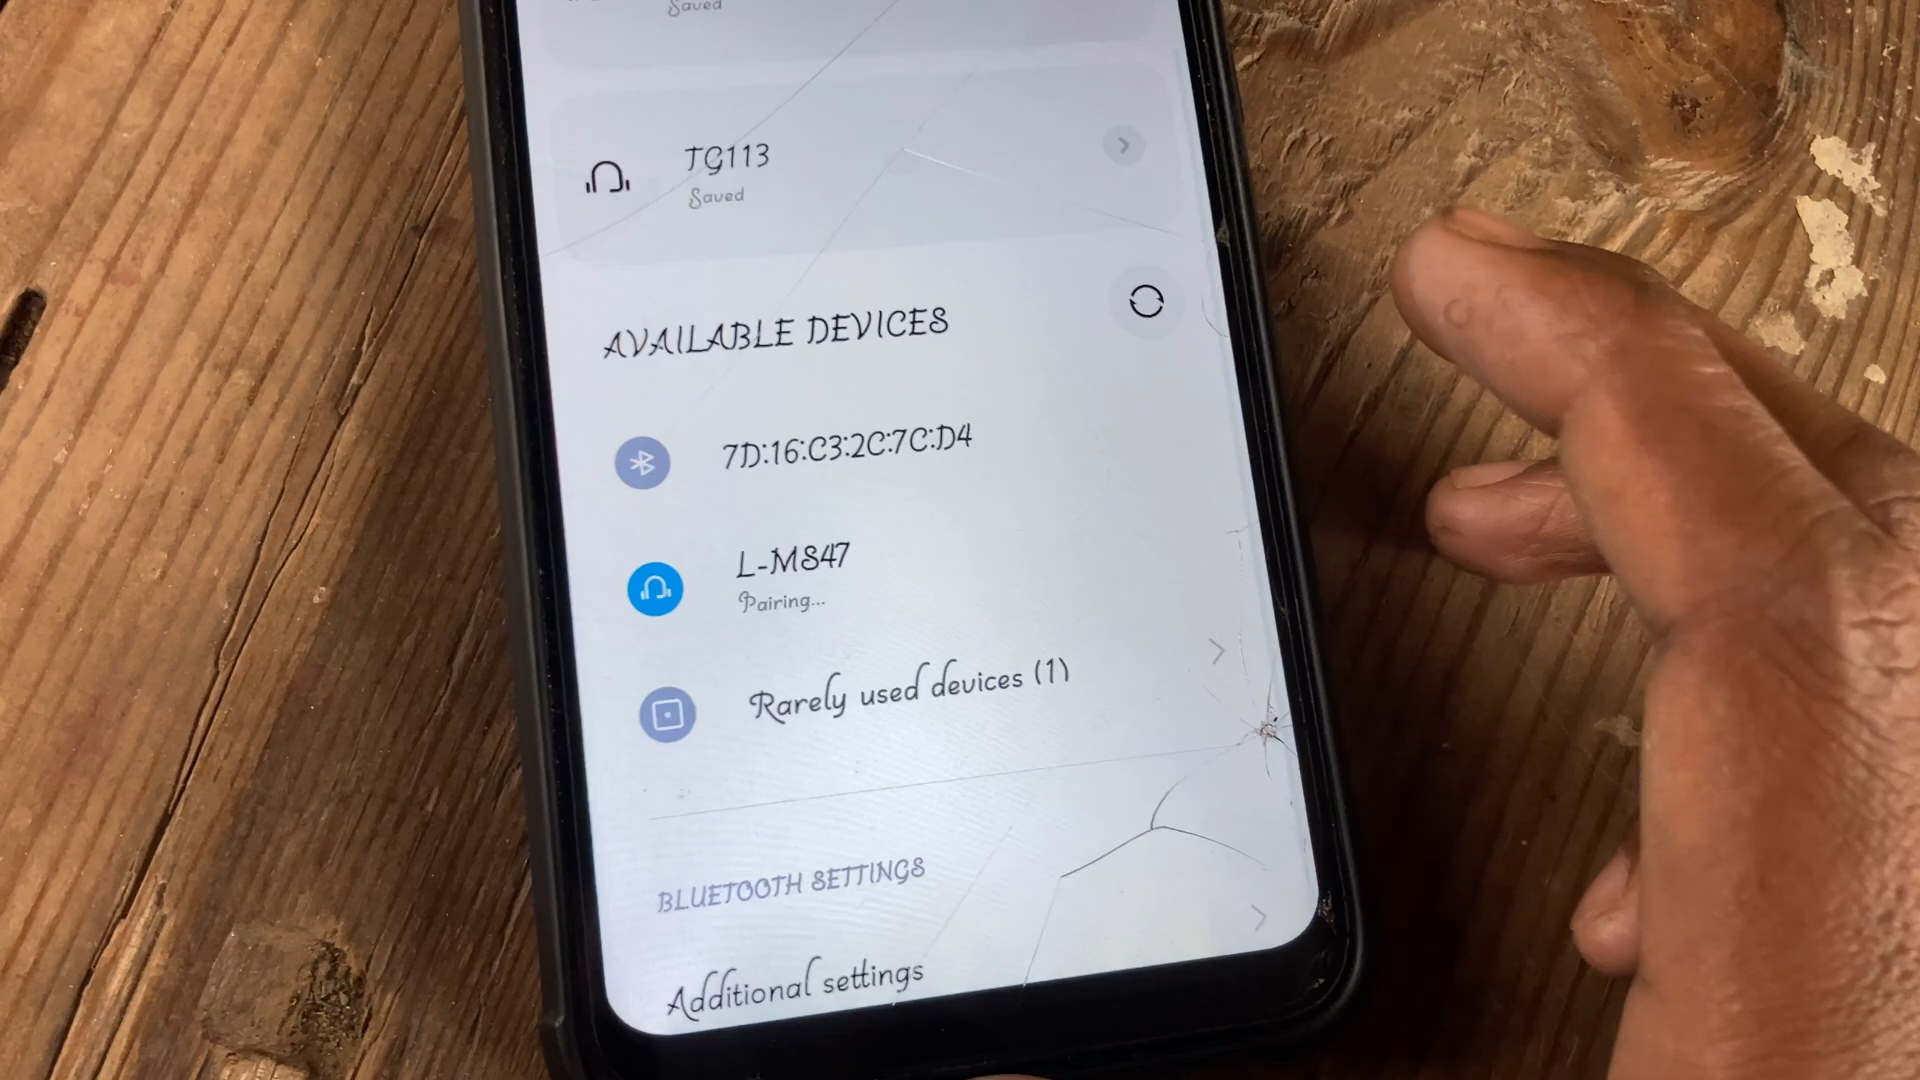 Saved
TG113
Saved
AVAILABLE DEVICES
7D:16:C3:2C:7C:D4
L-M847
Pairing...
Rarely used devices (1)
BLUETOOTH SETTINGS
Additional settings